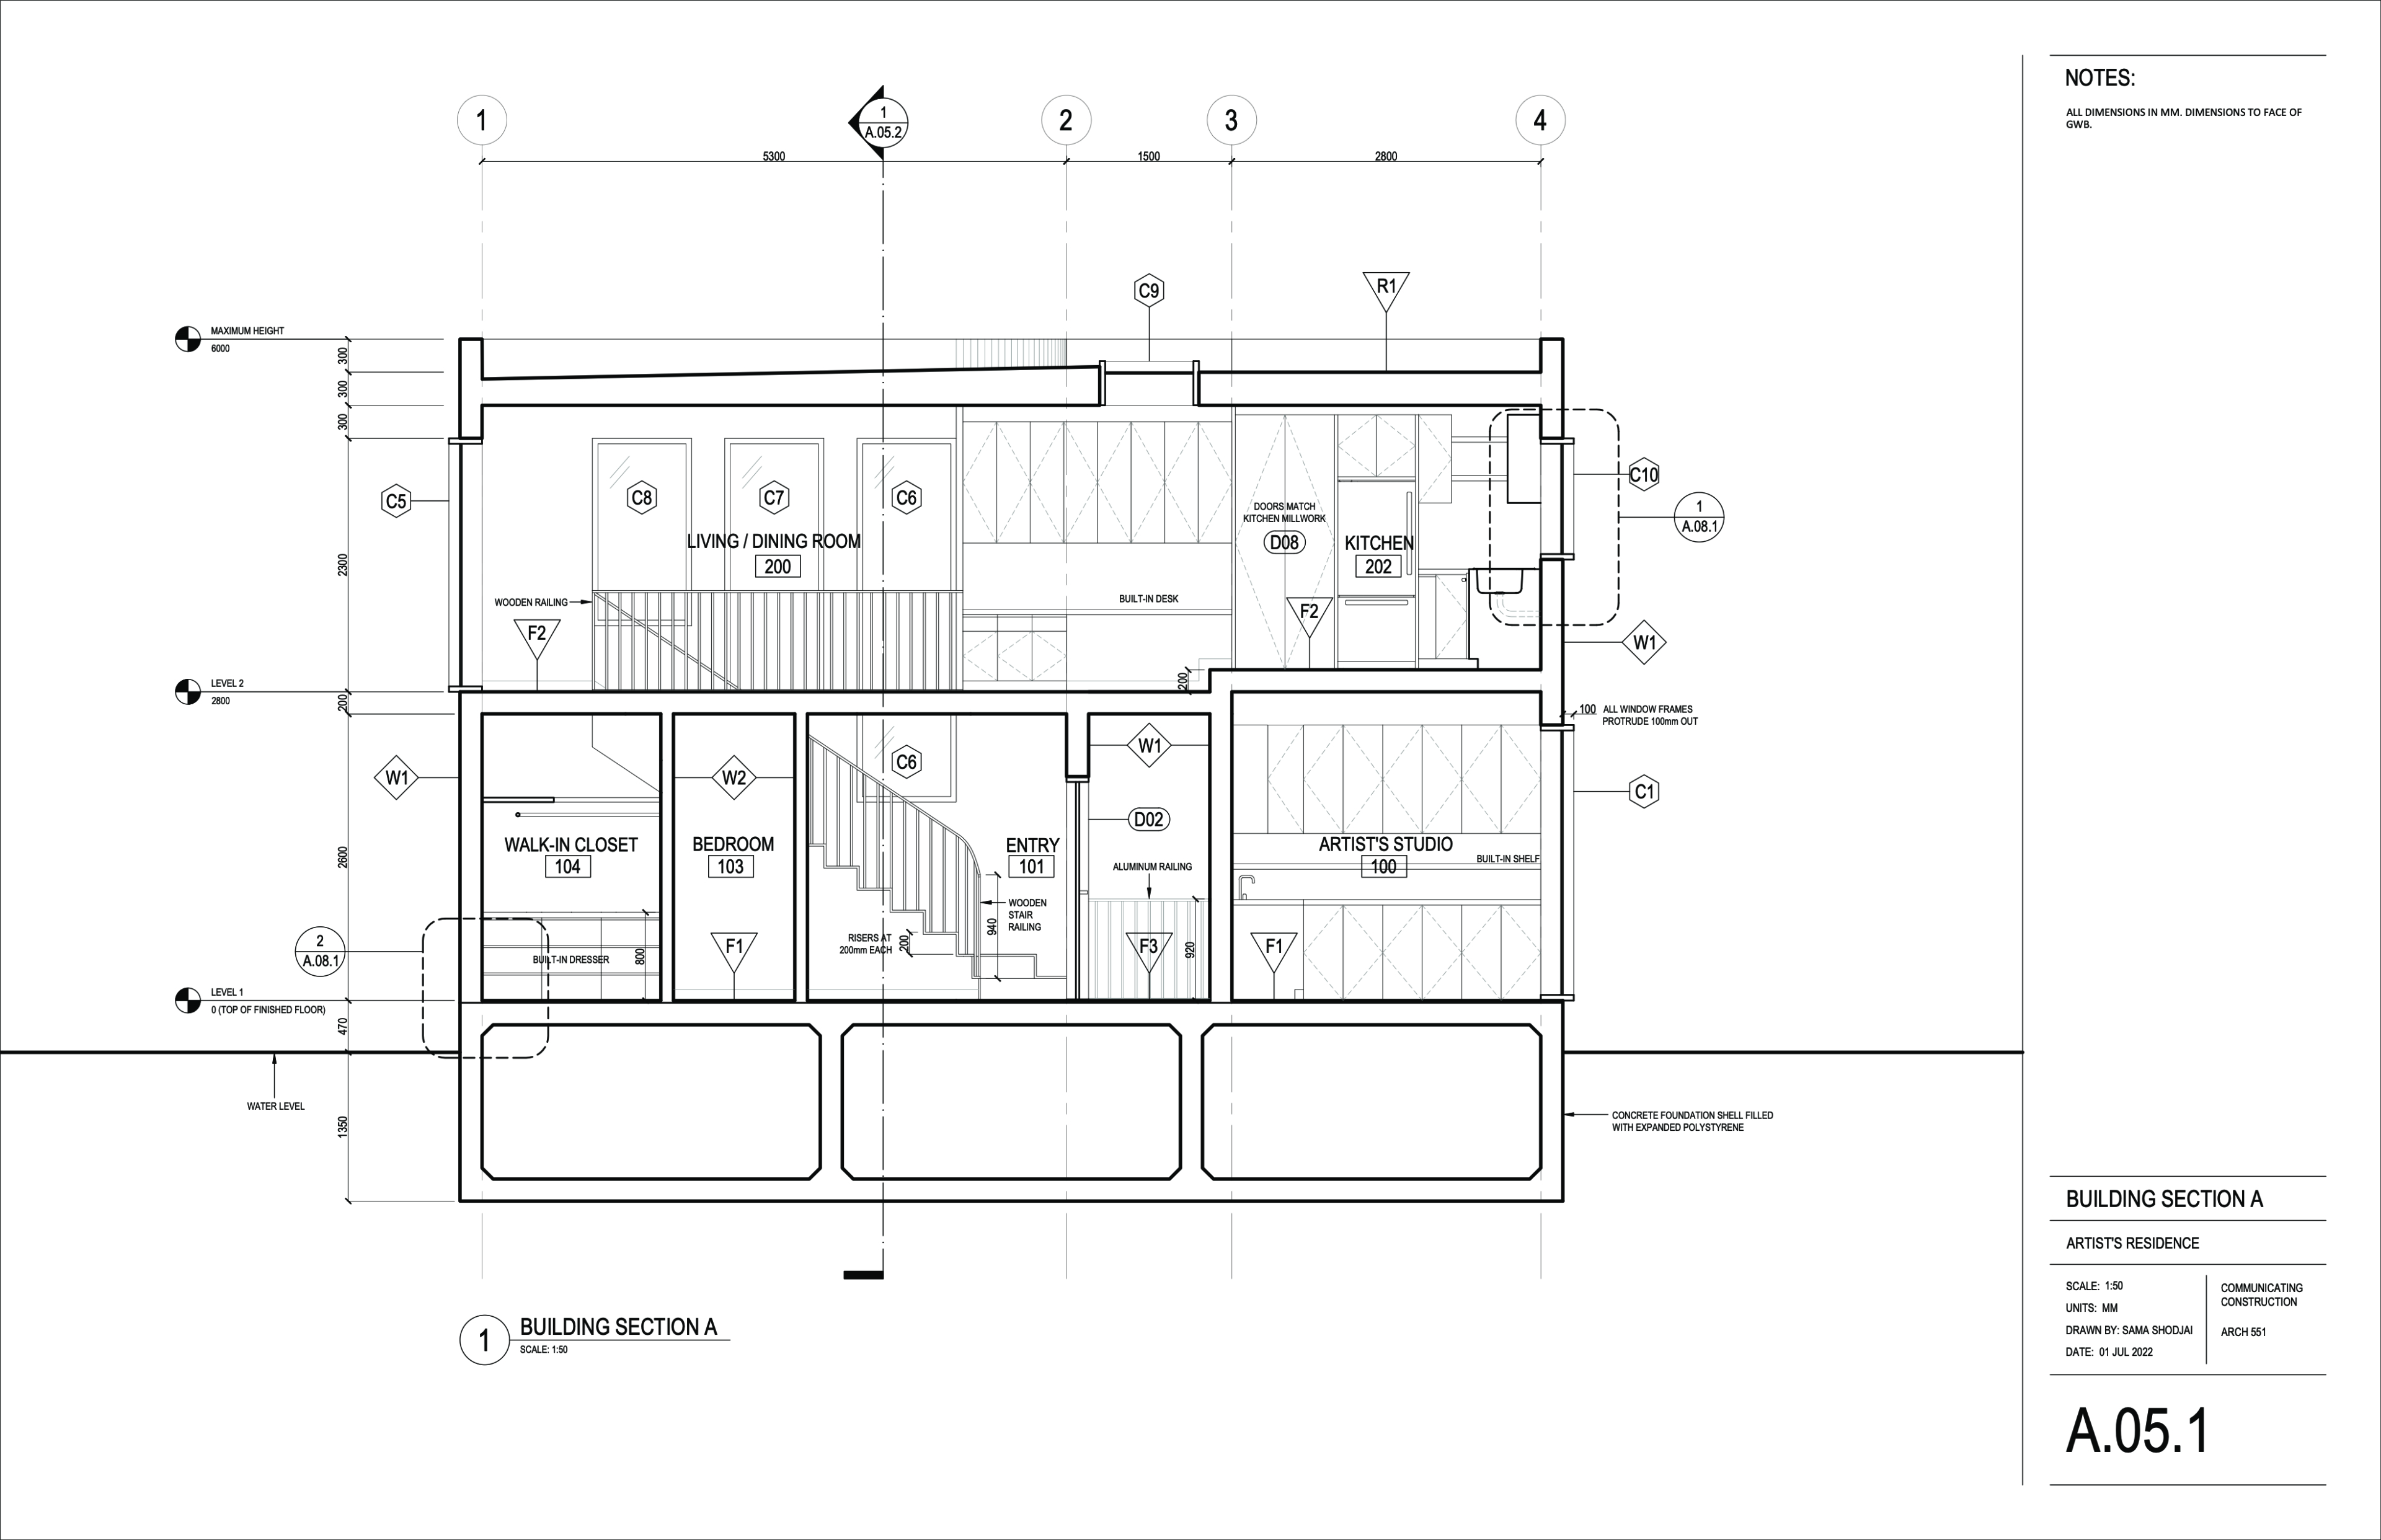 NOTES:
ALL DIMENSIONS IN MM. DIMENSIONS TO FACE OF
GWB.
1
1
A.05.2
2
3
4
5300
1500
2800
C9
R1
MAXIMUM HEIGHT
6000
300
300
300
C5
C8
C7
C6
C10
1
A.08.1
DOORS MATCH
KITCHEN MILLWORK
D08
LIVING / DINING ROOM
200
KITCHEN
202
2300
WOODEN RAILING
BUILT-IN DESK
F2
F2
W1
LEVEL 2
2800
200
200
100
ALL WINDOW FRAMES
PROTRUDE 100mm OUT
W1
W2
C6
W1
C1
D02
WALK-IN CLOSET
104
BEDROOM
103
ENTRY
101
ARTIST'S STUDIO
100
BUILT-IN SHELF
2600
ALUMINUM RAILING
WOODEN
STAIR
RAILING
940
RISERS AT
200mm EACH
200
2
A.08.1
BUILT-IN DRESSER
800
F1
F3
920
F1
LEVEL 1
0 (TOP OF FINISHED FLOOR)
470
WATER LEVEL
1350
CONCRETE FOUNDATION SHELL FILLED
WITH EXPANDED POLYSTYRENE
1
BUILDING SECTION A
SCALE: 1:50
BUILDING SECTION A
ARTIST'S RESIDENCE
SCALE: 1:50
UNITS: MM
DRAWN BY: SAMA SHODJAI
DATE: 01 JUL 2022
COMMUNICATING
CONSTRUCTION
ARCH 551
A.05.1